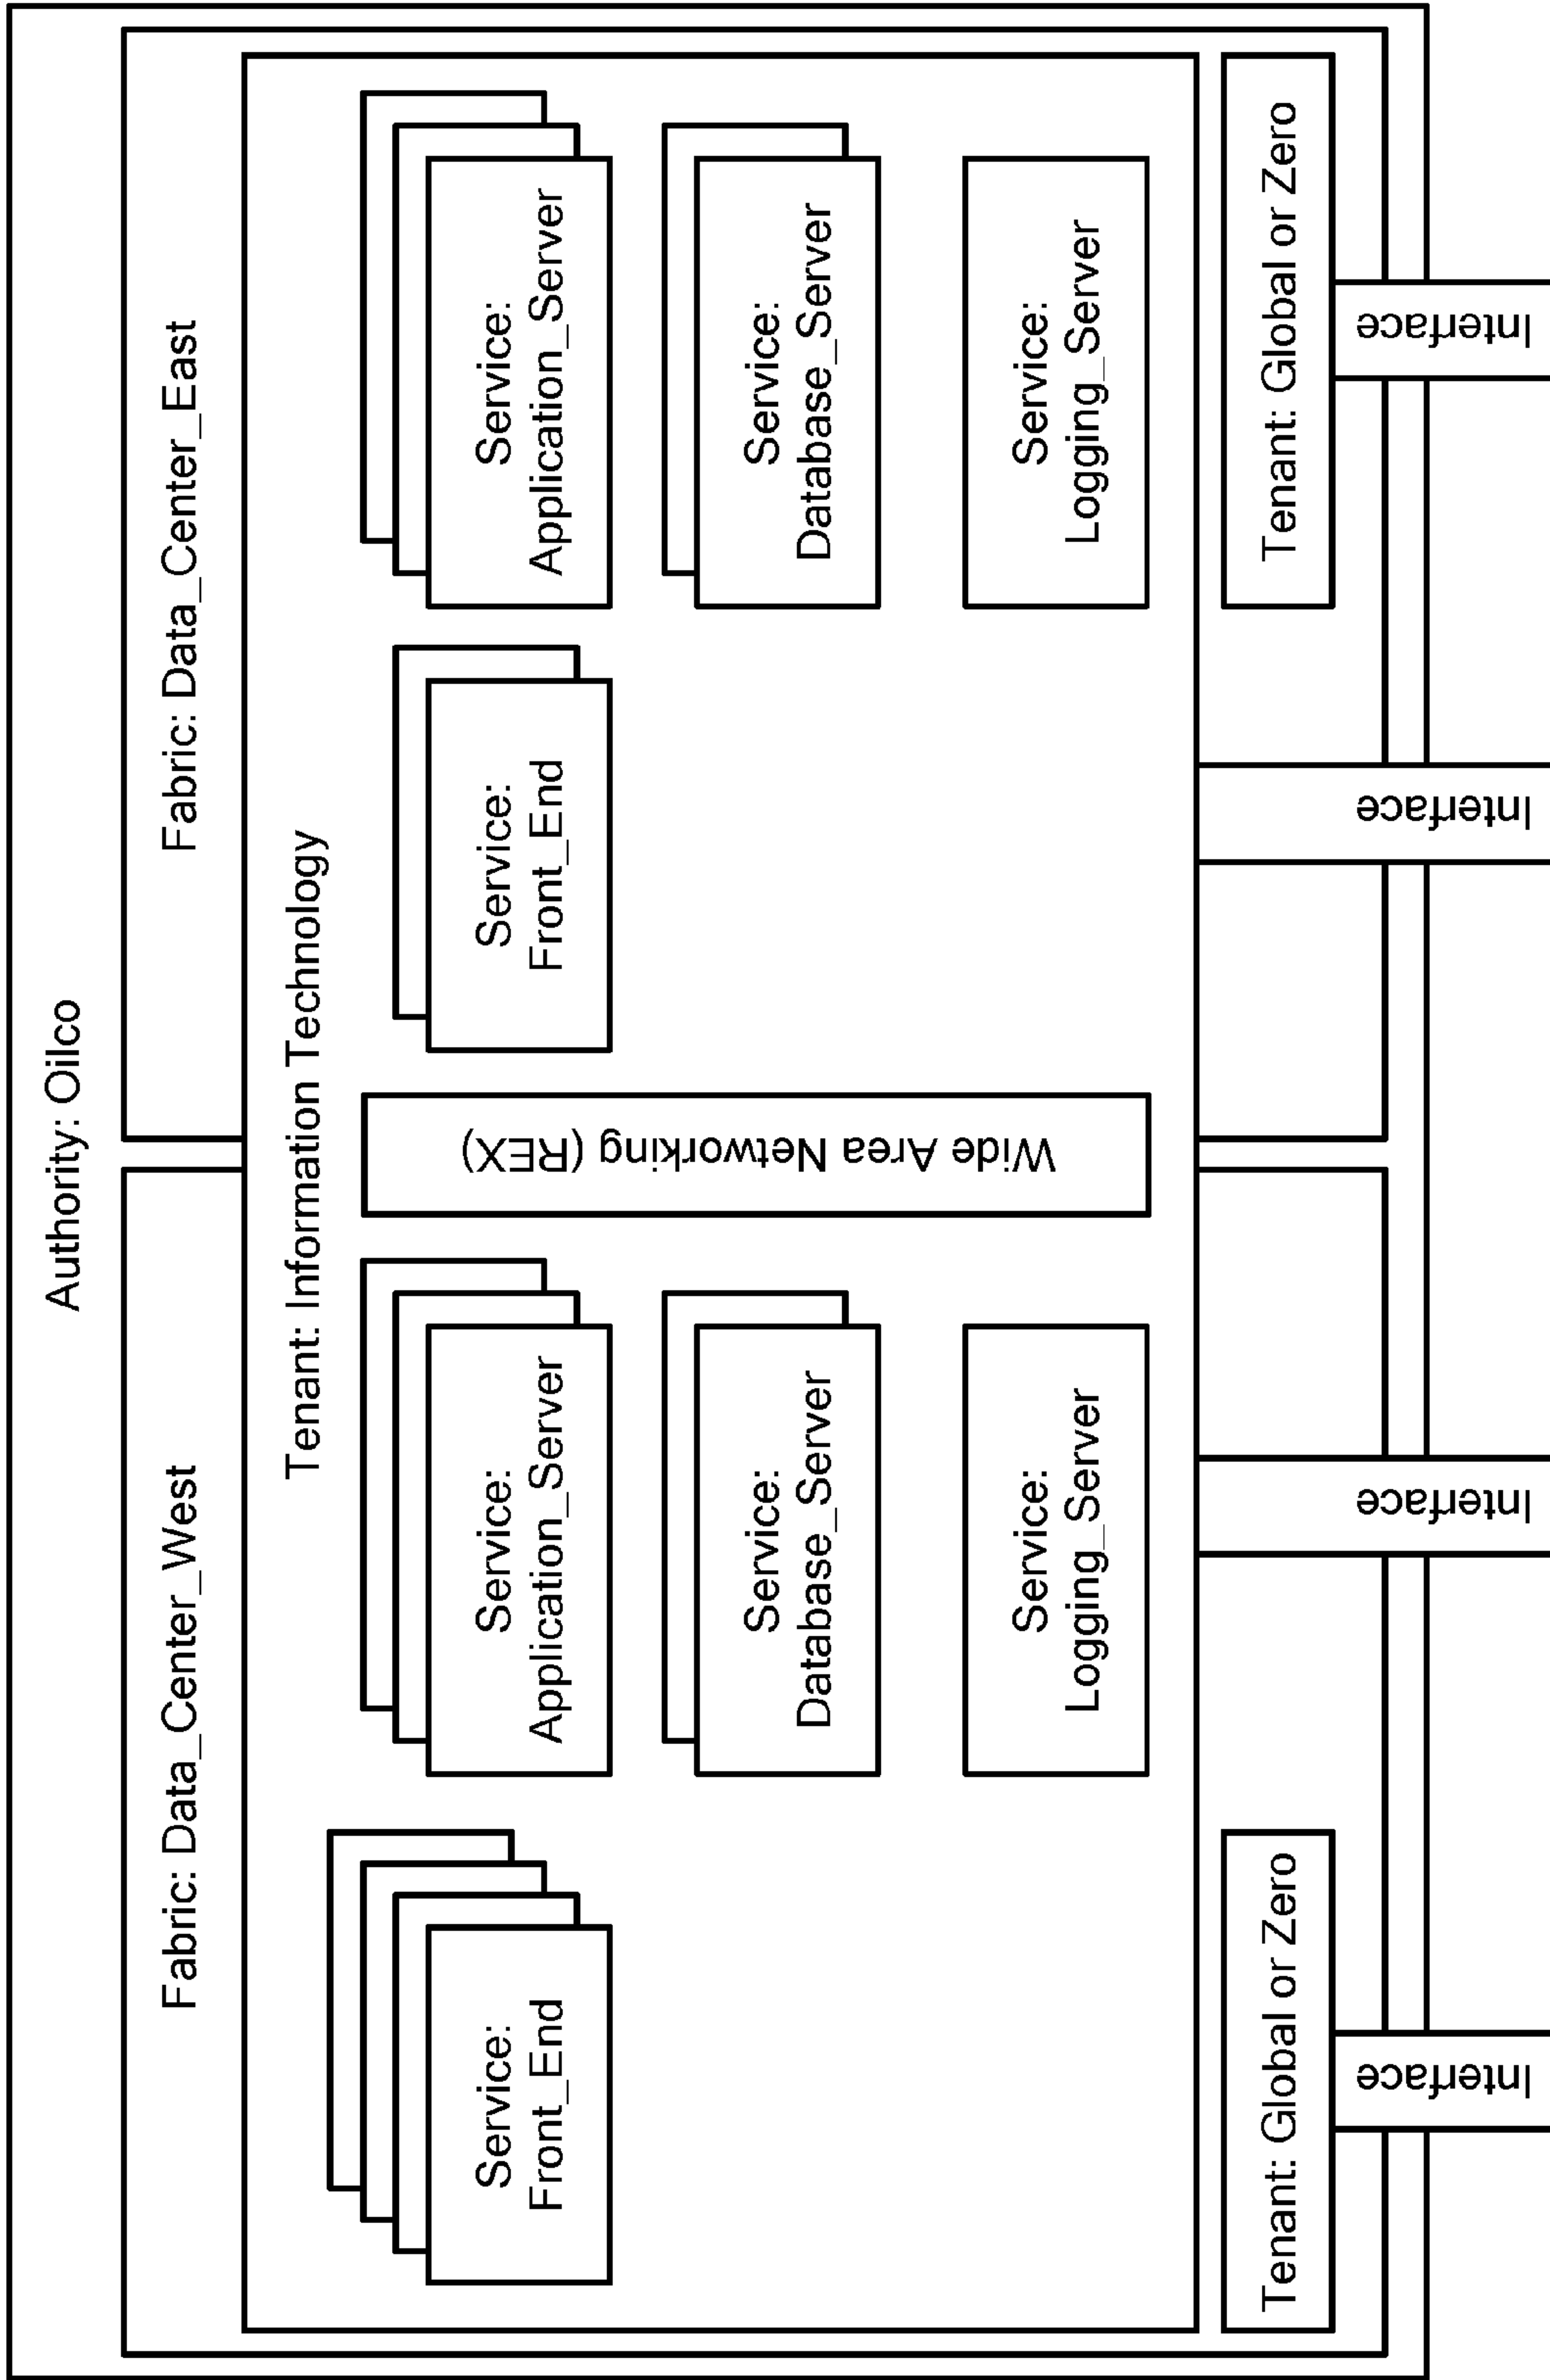 Authority: Oilco
Fabric: Data_Center_West
Fabric: Data_Center_East
Tenant: Information Technology
Service:
Front_End
Service:
Application_Server
Service:
Database_Server
Service:
Logging_Server
Wide Area Networking (REX)
Service:
Front_End
Service:
Application_Server
Service:
Database_Server
Service:
Logging_Server
Tenant: Global or Zero
Tenant: Global or Zero
Interface
Interface
Interface
Interface